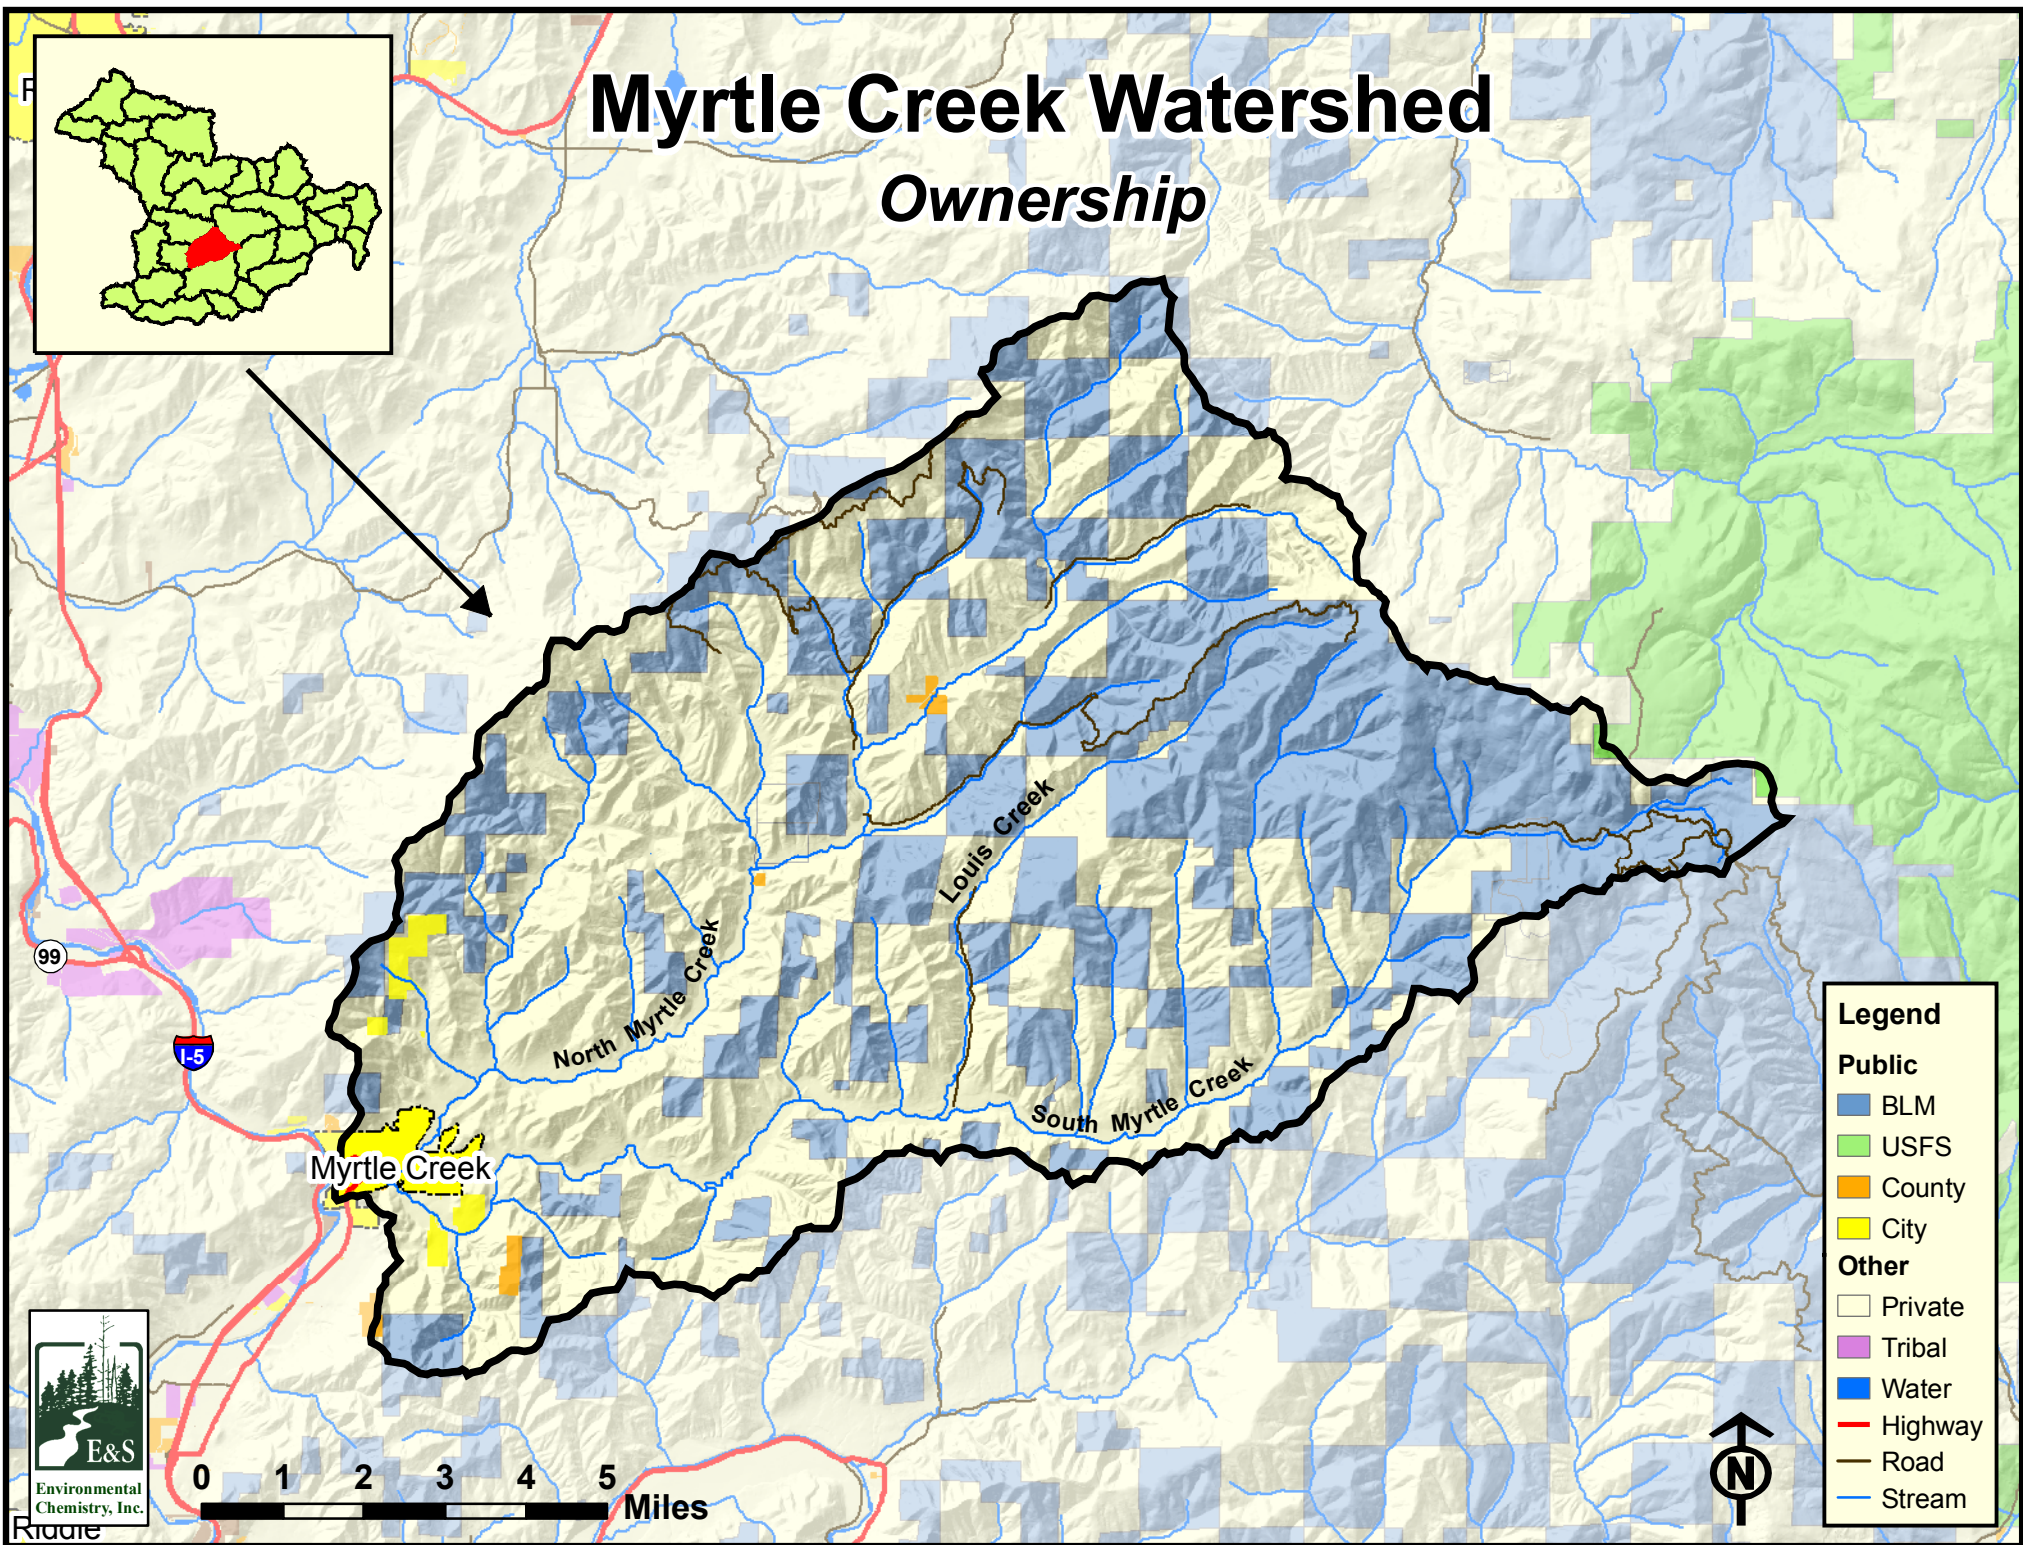 Myrtle Creek Watershed
Ownership
R
99
I-5
Louis Creek
North Myrtle Creek
South Myrtle Creek
Myrtle Creek
Legend
Public
BLM
USFS
County
City
Other
Private
Tribal
Water
Highway
Road
Stream
N
E&S
Environmental
Chemistry, Inc.
0 1 2 3 4 5
Miles
Riddle